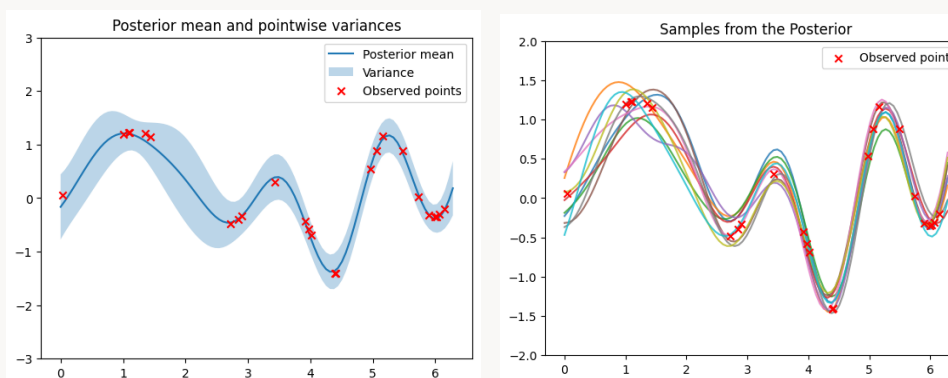 Posterior mean and pointwise variances
3
2
1
0
−1
−2
−3
0 1 2 3 4 5 6
Posterior mean
Variance
Observed points
Samples from the Posterior
2.0
1.5
1.0
0.5
0.0
−0.5
−1.0
−1.5
−2.0
0 1 2 3 4 5 6
Observed point